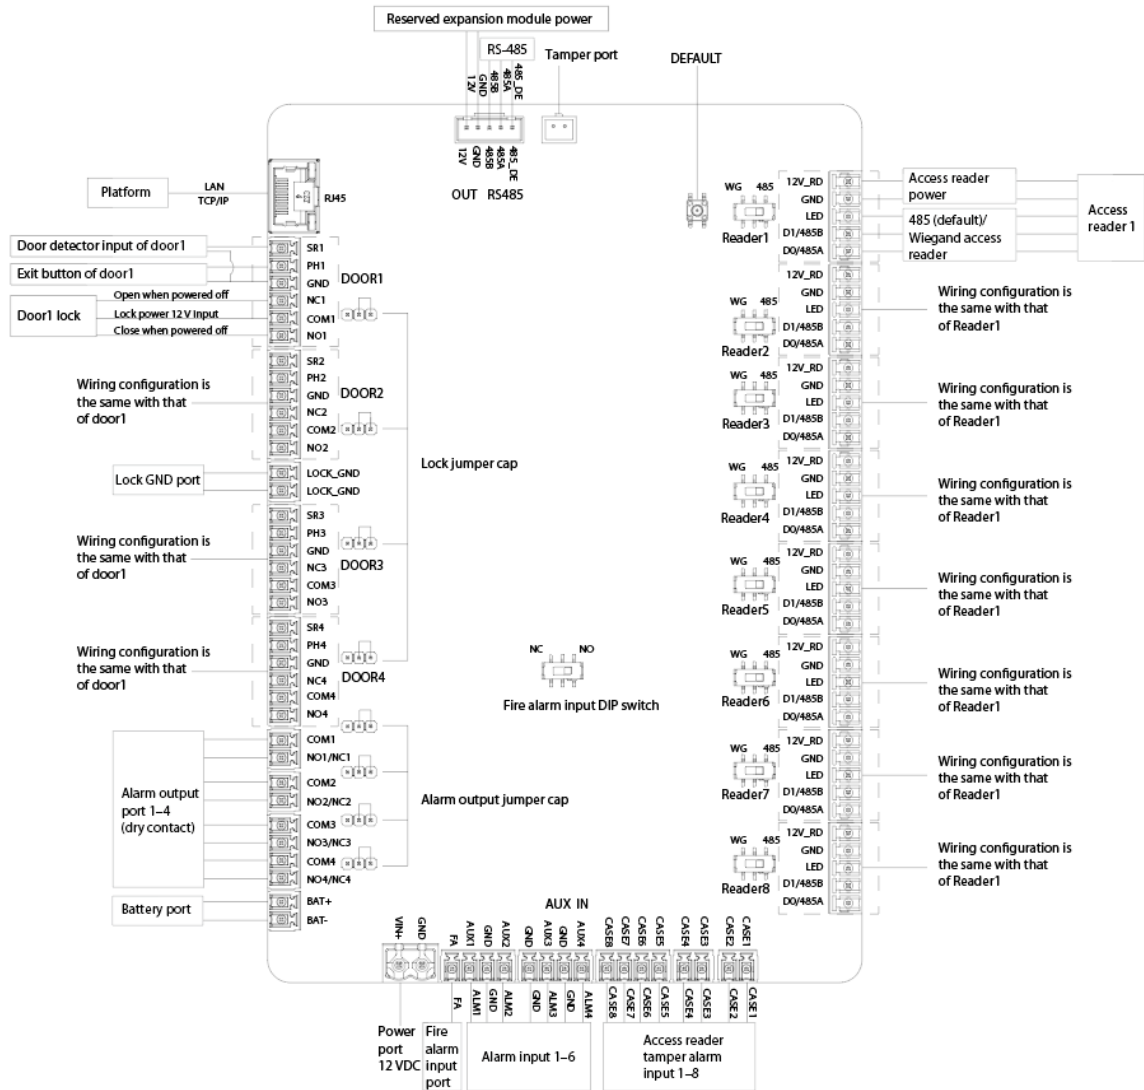 Reserved expansion module power
RS-485
Tamper port
DEFAULT
12V
GND
485B
485A
485_DE
12V
GND
485B
485A
485_DE
OUT RS485
Platform
LAN
TCP/IP
RJ45
Door detector input of door1
Exit button of door1
Door1 lock
Open when powered off
Lock power 12 V input
Close when powered off
SR1
PH1
GND
NC1
COM1
NO1
DOOR1
Wiring configuration is
the same with that
of door1
SR2
PH2
GND
NC2
COM2
NO2
DOOR2
Lock jumper cap
Lock GND port
LOCK_GND
LOCK_GND
Wiring configuration is
the same with that
of door1
SR3
PH3
GND
NC3
COM3
NO3
DOOR3
Wiring configuration is
the same with that
of door1
SR4
PH4
GND
NC4
COM4
NO4
DOOR4
NC NO
Fire alarm input DIP switch
Alarm output
port 1–4
(dry contact)
COM1
NO1/NC1
COM2
NO2/NC2
COM3
NO3/NC3
COM4
NO4/NC4
Alarm output jumper cap
Battery port
BAT+
BAT-
WG 485
Reader1
12V_RD
GND
LED
D1/485B
D0/485A
Access reader
power
485 (default)/
Wiegand access
reader
Access
reader 1
WG 485
Reader2
12V_RD
GND
LED
D1/485B
D0/485A
Wiring configuration is
the same with that
of Reader1
WG 485
Reader3
12V_RD
GND
LED
D1/485B
D0/485A
Wiring configuration is
the same with that
of Reader1
WG 485
Reader4
12V_RD
GND
LED
D1/485B
D0/485A
Wiring configuration is
the same with that
of Reader1
WG 485
Reader5
12V_RD
GND
LED
D1/485B
D0/485A
Wiring configuration is
the same with that
of Reader1
WG 485
Reader6
12V_RD
GND
LED
D1/485B
D0/485A
Wiring configuration is
the same with that
of Reader1
WG 485
Reader7
12V_RD
GND
LED
D1/485B
D0/485A
Wiring configuration is
the same with that
of Reader1
WG 485
Reader8
12V_RD
GND
LED
D1/485B
D0/485A
Wiring configuration is
the same with that
of Reader1
AUX IN
VIN+
GND
FA
AUX1
GND
AUX2
GND
AUX3
GND
AUX4
CASE8
CASE7
CASE6
CASE5
CASE4
CASE3
CASE2
CASE1
FA
ALM1
GND
ALM2
GND
ALM3
GND
ALM4
CASE8
CASE7
CASE6
CASE5
CASE4
CASE3
CASE2
CASE1
Power
port
12 VDC
Fire
alarm
input
port
Alarm input 1–6
Access reader
tamper alarm
input 1–8